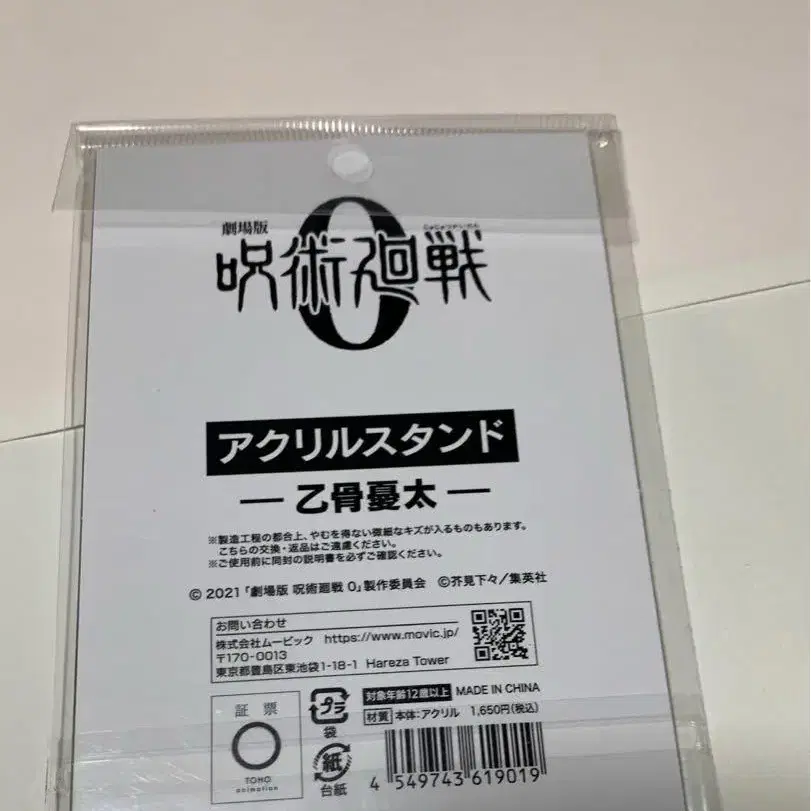 劇場版
じゅじゅつかいせん
呪術廻戦
0
アクリルスタンド
― 乙骨憂太 ―
※製造工程の都合上、やむを得ない微細なキズが入るものもあります。
こちらの交換・返品はご遠慮ください。
※ご使用前に同封の説明書を必ずご確認ください。
© 2021「劇場版 呪術廻戦 0」製作委員会 ©芥見下々／集英社
お問い合わせ
株式会社ムービック https://www.movic.jp/
〒170-0013
東京都豊島区東池袋1-18-1 Hareza Tower
対象年齢12歳以上 MADE IN CHINA
材質 本体:アクリル 1,650円(税込)
証票
TOHO
animation
プラ
袋
紙
台紙
4 549743 619019